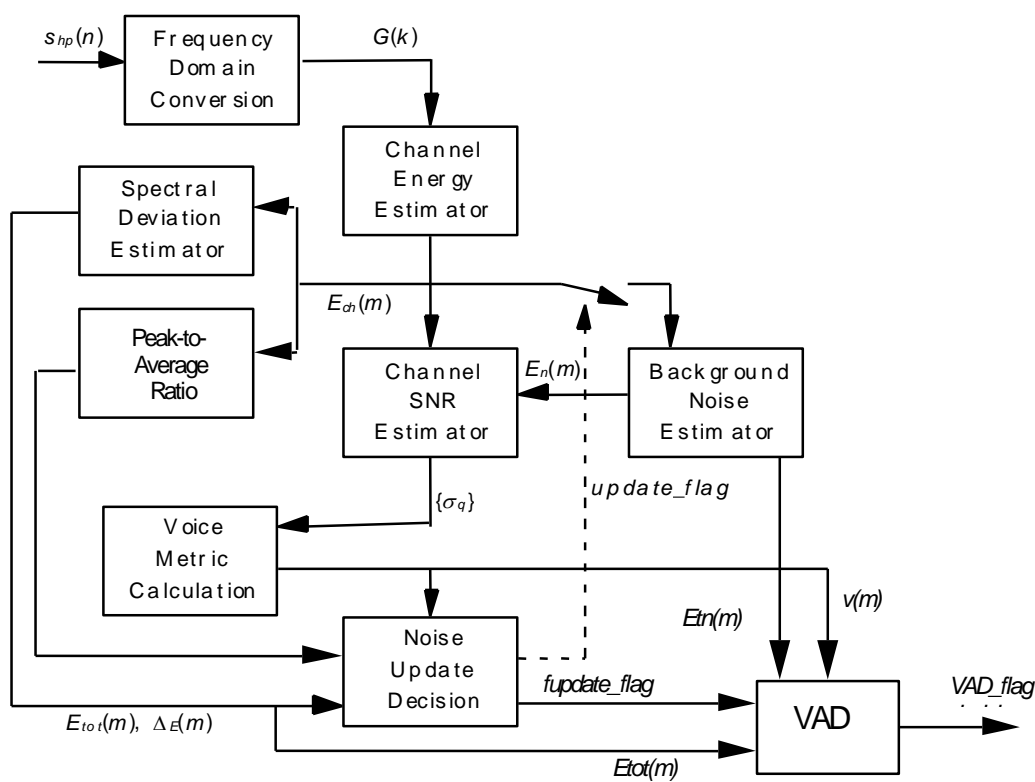 s_hp(n)
Frequency
Domain
Conversion
G(k)
Channel
Energy
Estimator
Spectral
Deviation
Estimator
E_ch(m)
Peak-to-
Average
Ratio
Channel
SNR
Estimator
E_n(m)
Background
Noise
Estimator
update_flag
{σ_q}
Voice
Metric
Calculation
Etn(m)
v(m)
Noise
Update
Decision
fupdate_flag
VAD
VAD_flag
E_tot(m), Δ_E(m)
Etot(m)